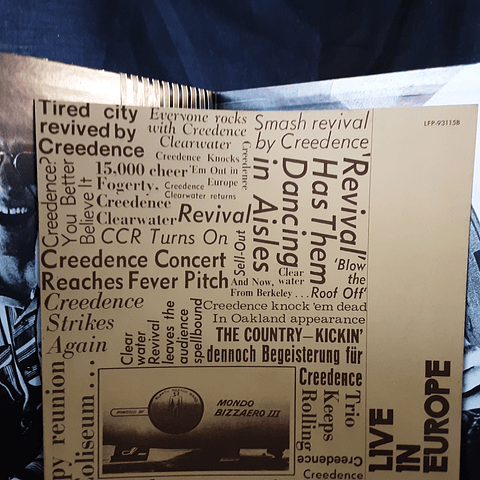 Tired city
revived by
Creedence
Everyone rocks
with Creedence
Clearwater
Smash revival
by Creedence
LFP-93115B
Creedence Knocks
'Em Out in
Europe
Creedence
15.000 cheer
Fogerty.
Creedence
Clearwater
Creedence
Clearwater returns
Creedence?
You Better
Believe It
Revival
in Aisles
Dancing
Has Them
'Revival'
CCR Turns On
Sell-Out
Creedence Concert
Reaches Fever Pitch
And Now,
From Berkeley ...
Clear
water
'Blow
the
Roof Off'
Creedence
Strikes
Again
Clear
water
Revival
leaves the
audience
spellbound
Creedence knock 'em dead
In Oakland appearance
THE COUNTRY–KICKIN'
dennoch Begeisterung für
Creedence
py reunion
oliseum ...
MONDO
BIZZAERO III
Trio
Keeps
Rolling
Creedence
Creedence
LIVE
IN
EUROPE